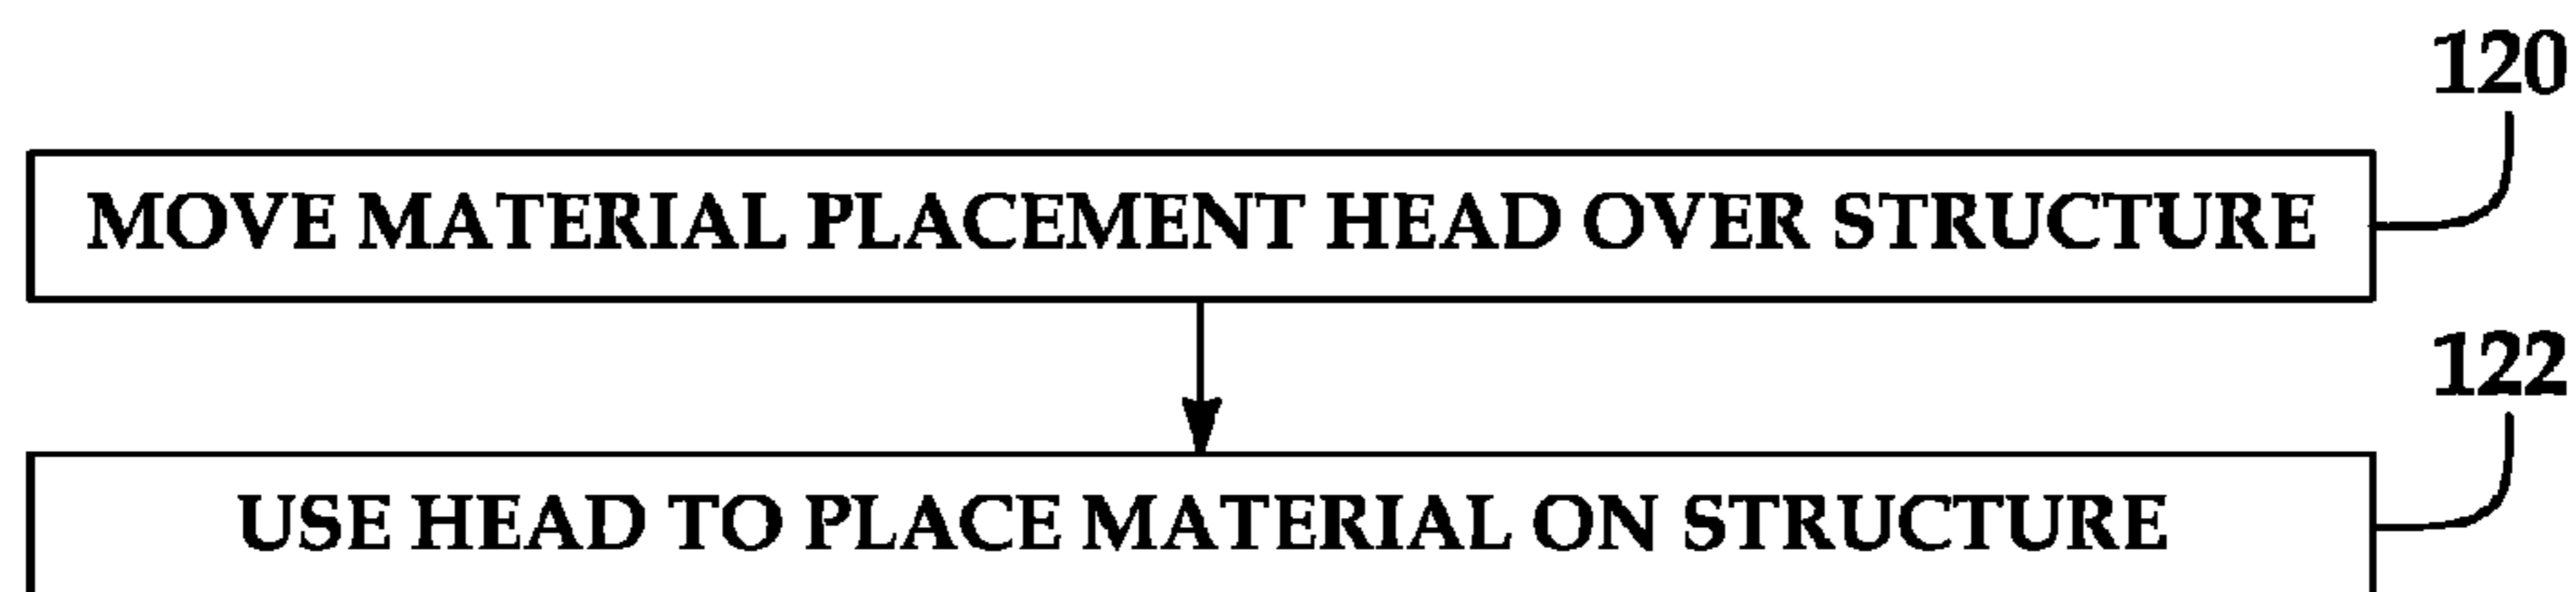 120
MOVE MATERIAL PLACEMENT HEAD OVER STRUCTURE
122
USE HEAD TO PLACE MATERIAL ON STRUCTURE